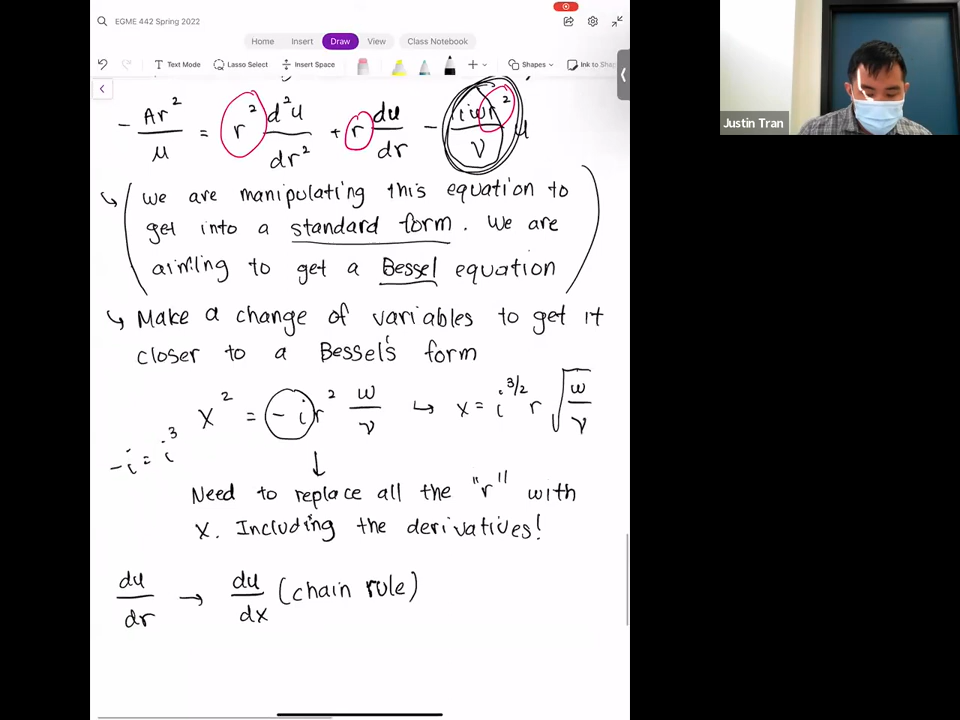 EGME 442 Spring 2022
Home Insert Draw View Class Notebook
Text Mode Lasso Select Insert Space Shapes Ink to Shap
- Ar² / μ = r² d²u / dr² + r du / dr - iωr² / ν u
↳ (we are manipulating this equation to
get into a standard form. We are
aiming to get a Bessel equation)
↳ Make a change of variables to get it
closer to a Bessel's form
x² = -i r² ω / ν ↳ x = i^3/2 r √ω / ν
-i = i³
↓
Need to replace all the "r" with
x. Including the derivatives!
du / dr → du / dx (chain rule)
Justin Tran